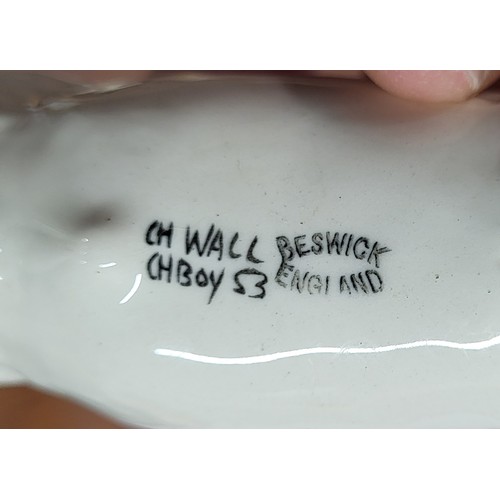 CH WALL
CHBOY 53
BESWICK
ENGLAND